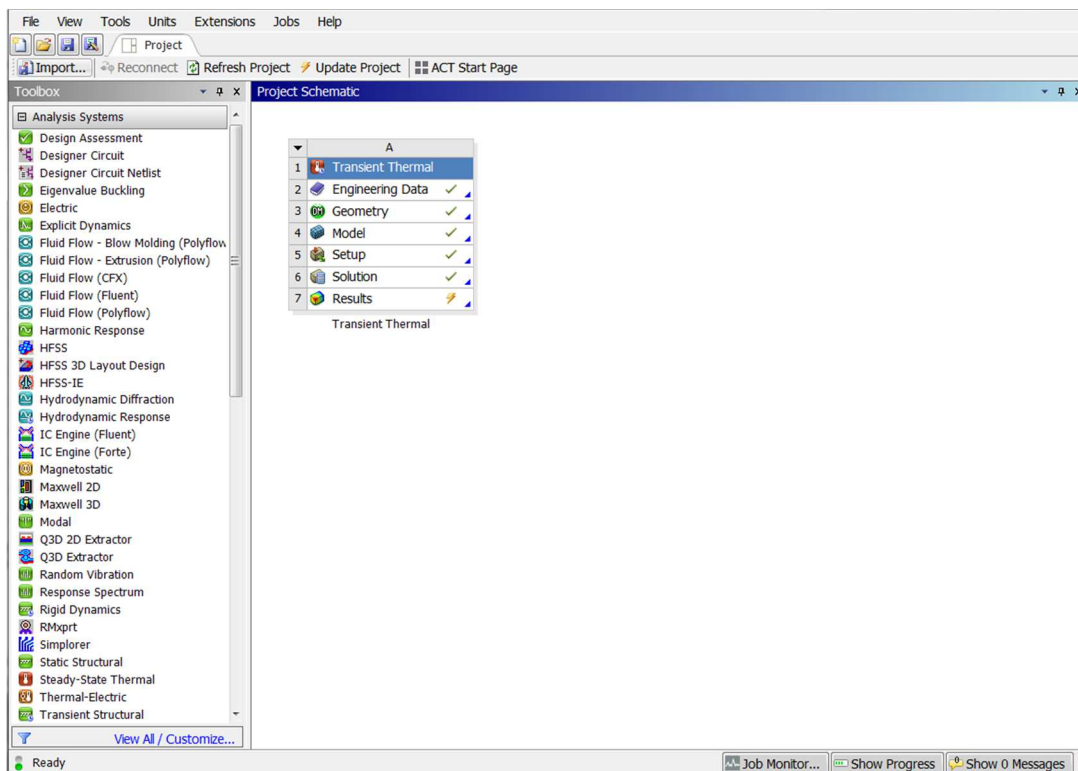 File View Tools Units Extensions Jobs Help
Project
Import... Reconnect Refresh Project Update Project ACT Start Page
Toolbox
Project Schematic
Analysis Systems
Design Assessment
Designer Circuit
Designer Circuit Netlist
Eigenvalue Buckling
Electric
Explicit Dynamics
Fluid Flow - Blow Molding (Polyflow
Fluid Flow - Extrusion (Polyflow)
Fluid Flow (CFX)
Fluid Flow (Fluent)
Fluid Flow (Polyflow)
Harmonic Response
HFSS
HFSS 3D Layout Design
HFSS-IE
Hydrodynamic Diffraction
Hydrodynamic Response
IC Engine (Fluent)
IC Engine (Forte)
Magnetostatic
Maxwell 2D
Maxwell 3D
Modal
Q3D 2D Extractor
Q3D Extractor
Random Vibration
Response Spectrum
Rigid Dynamics
RMxprt
Simplorer
Static Structural
Steady-State Thermal
Thermal-Electric
Transient Structural
View All / Customize...
A
1 Transient Thermal
2 Engineering Data
3 Geometry
4 Model
5 Setup
6 Solution
7 Results
Transient Thermal
Ready
Job Monitor... Show Progress Show 0 Messages